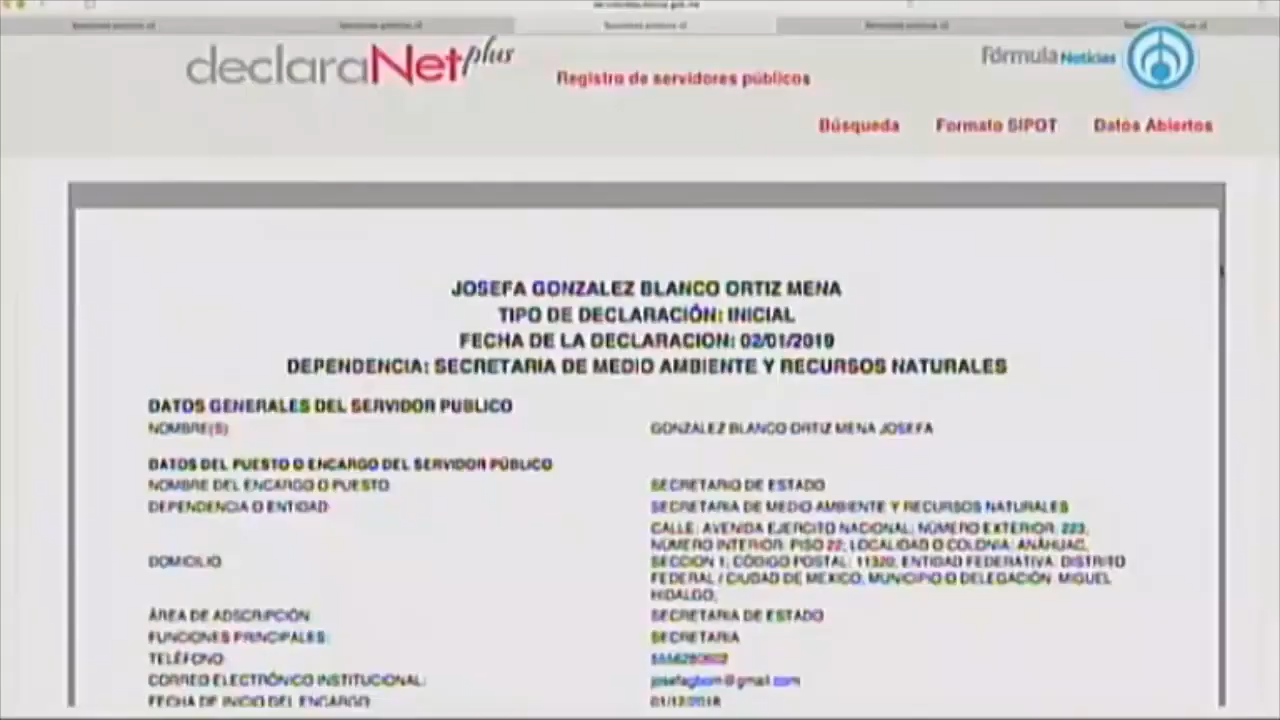 declaraNet plus
Fórmula Noticias
Registro de servidores públicos
Búsqueda Formato SIPOT Datos Abiertos
JOSEFA GONZALEZ BLANCO ORTIZ MENA
TIPO DE DECLARACIÓN: INICIAL
FECHA DE LA DECLARACION: 02/01/2019
DEPENDENCIA: SECRETARIA DE MEDIO AMBIENTE Y RECURSOS NATURALES
DATOS GENERALES DEL SERVIDOR PUBLICO
NOMBRE(S) GONZALEZ BLANCO ORTIZ MENA JOSEFA
DATOS DEL PUESTO O ENCARGO DEL SERVIDOR PÚBLICO
NOMBRE DEL ENCARGO O PUESTO SECRETARIO DE ESTADO
DEPENDENCIA O ENTIDAD: SECRETARIA DE MEDIO AMBIENTE Y RECURSOS NATURALES
CALLE: AVENIDA EJERCITO NACIONAL; NÚMERO EXTERIOR: 223;
NÚMERO INTERIOR: PISO 22; LOCALIDAD O COLONIA: ANÁHUAC,
DOMICILIO SECCION 1; CÓDIGO POSTAL: 11320; ENTIDAD FEDERATIVA: DISTRITO
FEDERAL / CIUDAD DE MEXICO; MUNICIPIO O DELEGACIÓN: MIGUEL
HIDALGO;
ÁREA DE ADSCRIPCIÓN SECRETARIA DE ESTADO
FUNCIONES PRINCIPALES: SECRETARIA
TELÉFONO:
CORREO ELECTRÓNICO INSTITUCIONAL: josefagbom@gmail.com
FECHA DE INICIO DEL ENCARGO: 01/12/2018